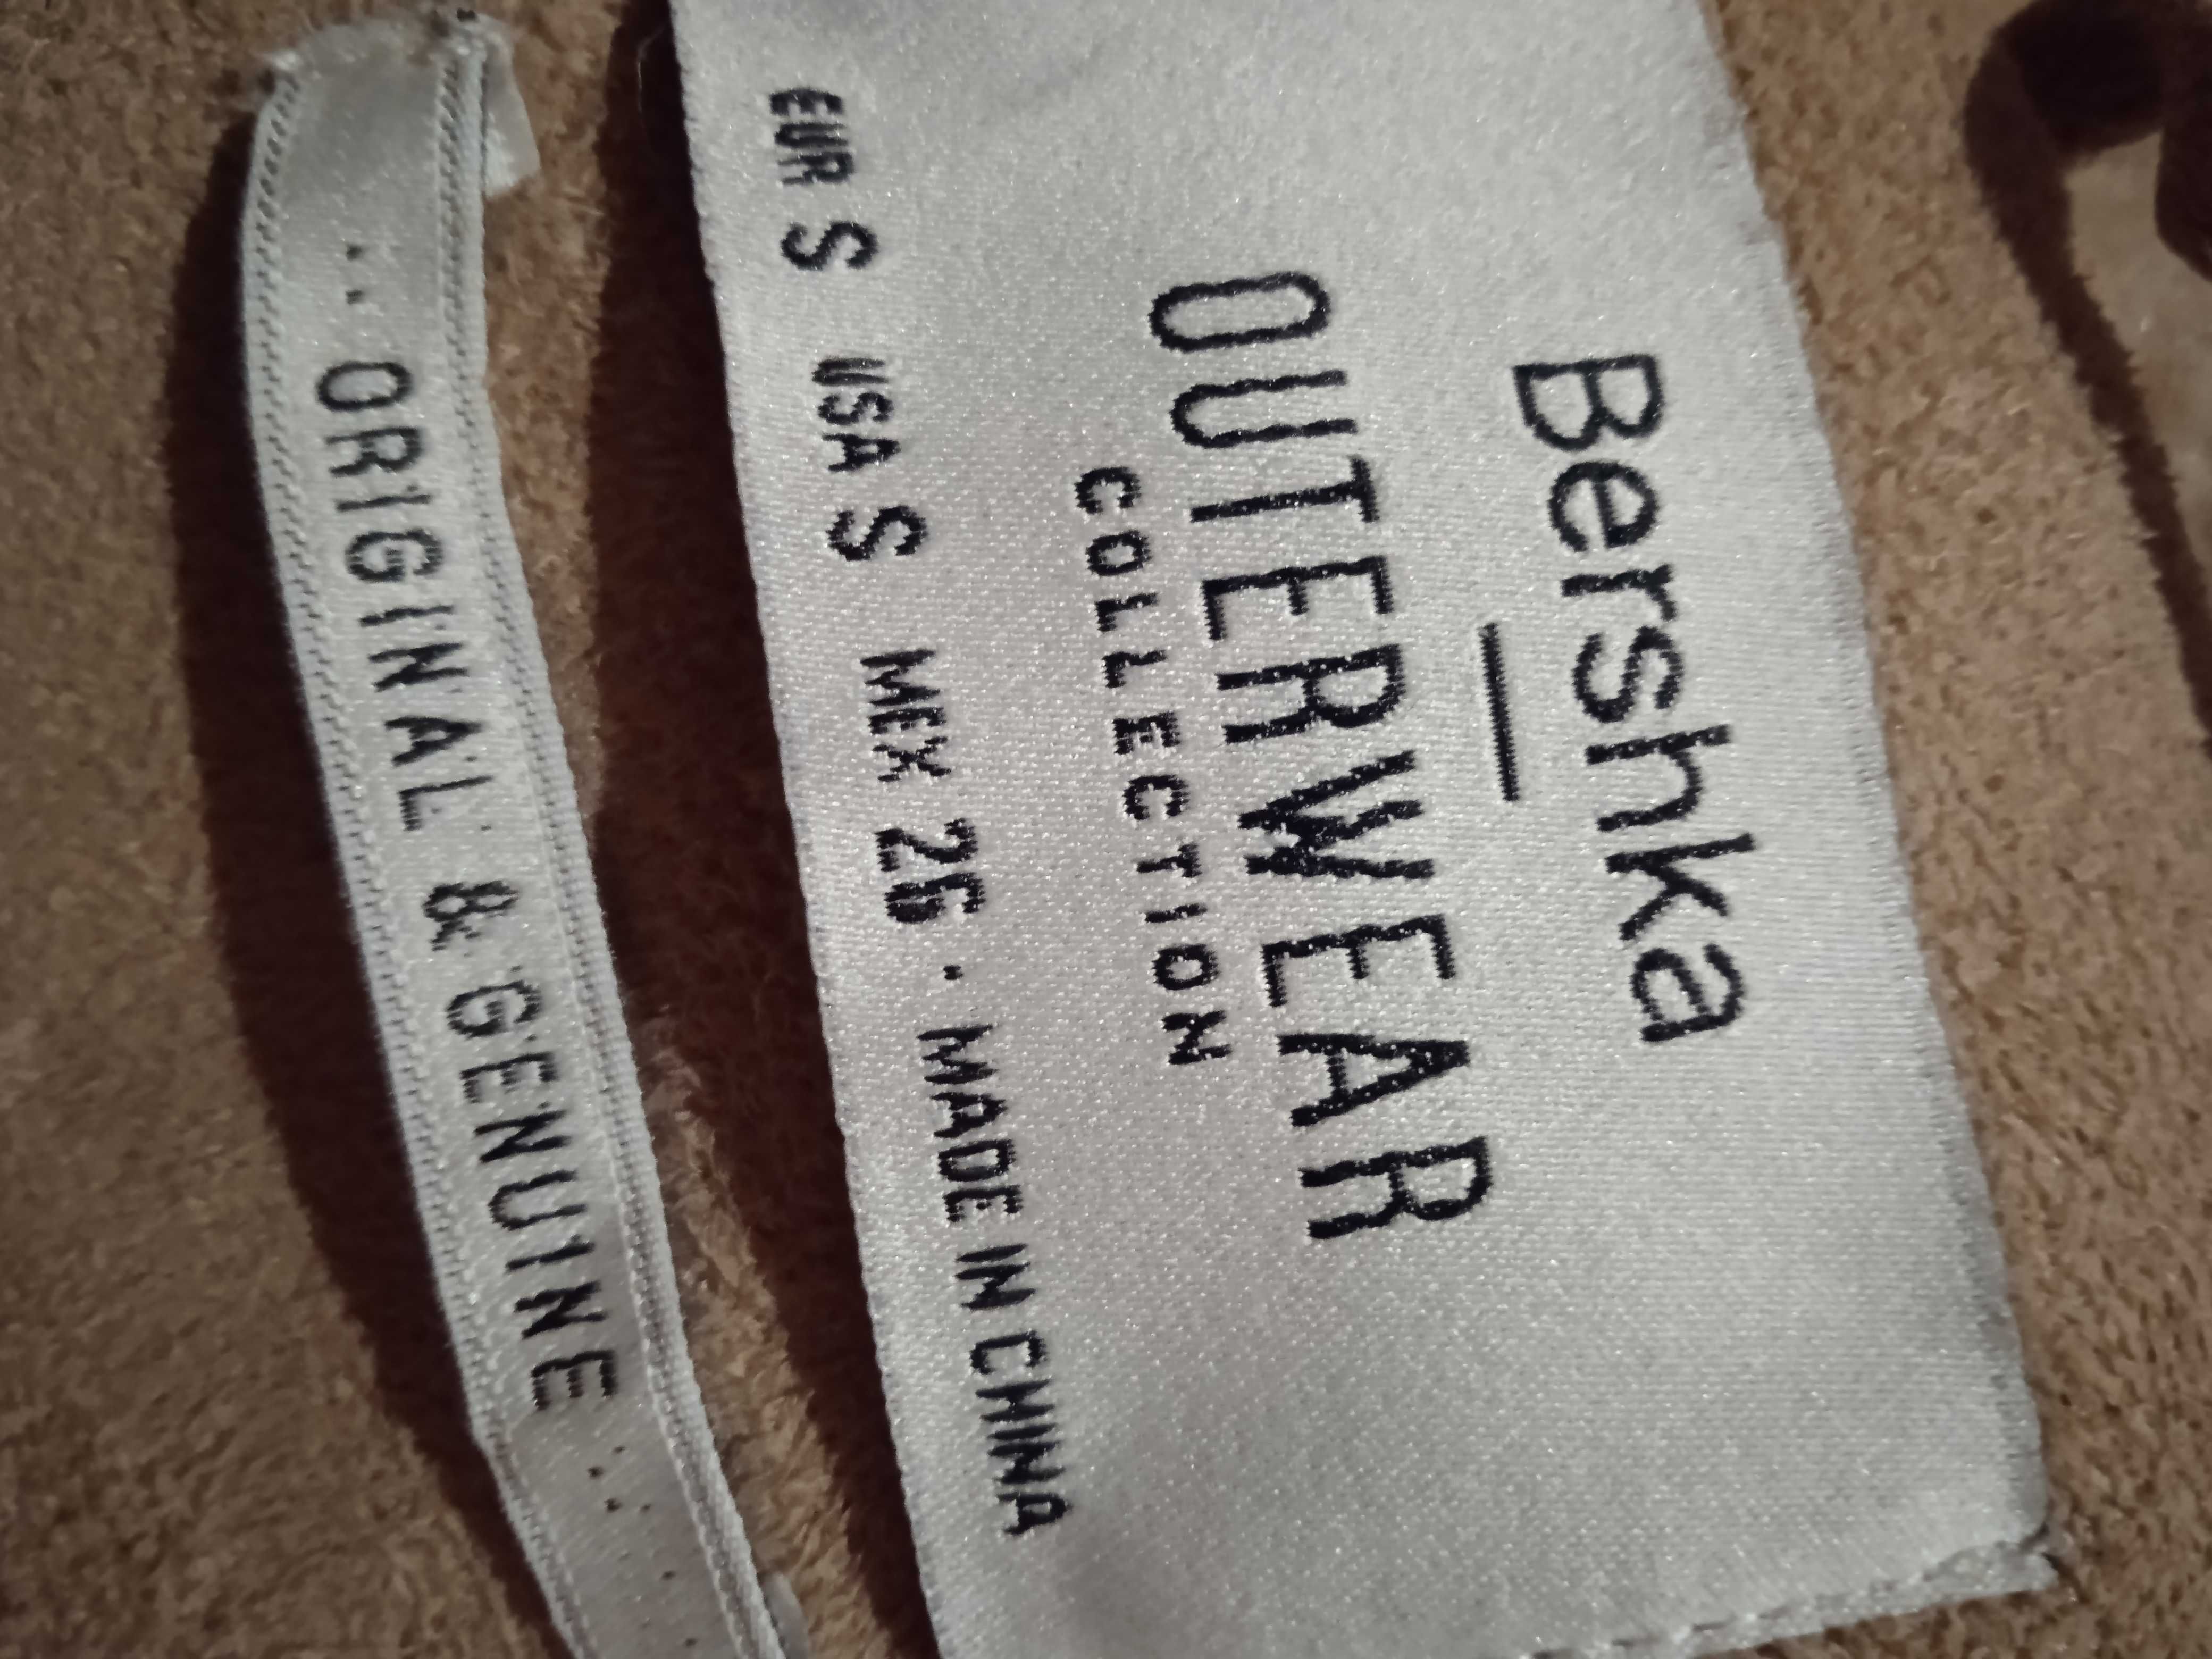 Bershka
OUTERWEAR
COLLECTION
EUR S USA S MEX 26 · MADE IN CHINA
ORIGINAL & GENUINE